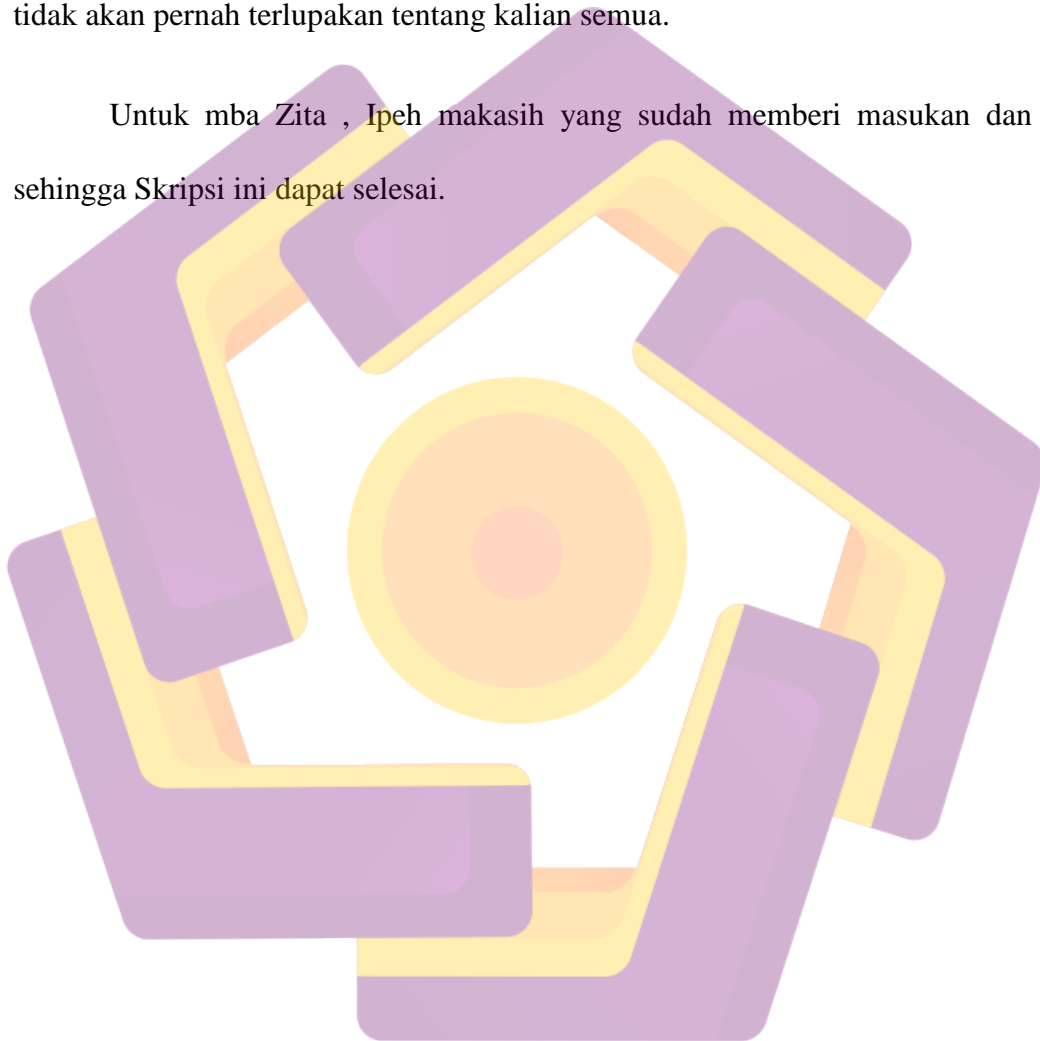 tidak akan pernah terlupakan tentang kalian semua.
Untuk mba Zita , Ipeh makasih yang sudah memberi masukan dan
sehingga Skripsi ini dapat selesai.